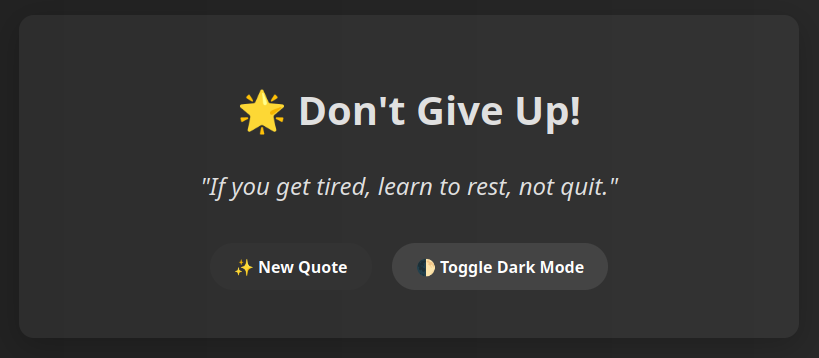 🌟 Don't Give Up!
"If you get tired, learn to rest, not quit."
✨ New Quote
🌓 Toggle Dark Mode